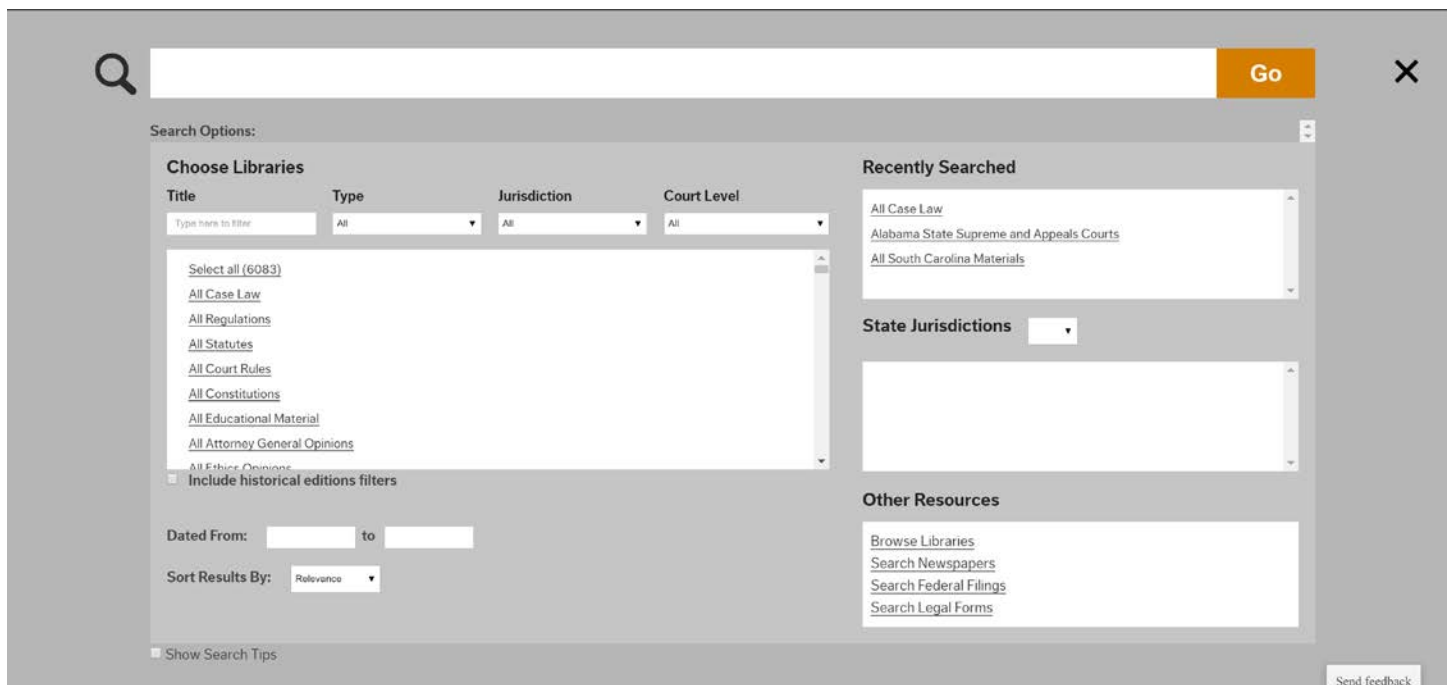 Go
Search Options:
Choose Libraries
Title Type Jurisdiction Court Level
Type here to filter All All All
Select all (6083)
All Case Law
All Regulations
All Statutes
All Court Rules
All Constitutions
All Educational Material
All Attorney General Opinions
All Ethics Opinions
Include historical editions filters
Dated From: to
Sort Results By: Relevance
Recently Searched
All Case Law
Alabama State Supreme and Appeals Courts
All South Carolina Materials
State Jurisdictions
Other Resources
Browse Libraries
Search Newspapers
Search Federal Filings
Search Legal Forms
Show Search Tips
Send feedback